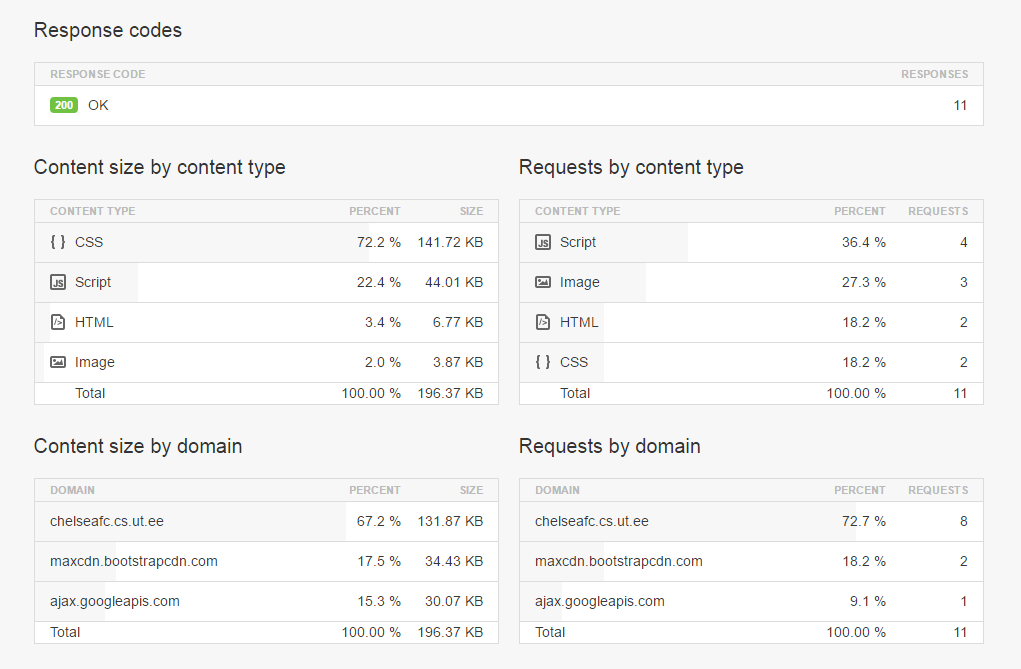 Response codes
RESPONSE CODE RESPONSES
200 OK 11
Content size by content type
CONTENT TYPE PERCENT SIZE
{ } CSS 72.2 % 141.72 KB
JS Script 22.4 % 44.01 KB
</> HTML 3.4 % 6.77 KB
Image 2.0 % 3.87 KB
Total 100.00 % 196.37 KB
Requests by content type
CONTENT TYPE PERCENT REQUESTS
JS Script 36.4 % 4
Image 27.3 % 3
</> HTML 18.2 % 2
{ } CSS 18.2 % 2
Total 100.00 % 11
Content size by domain
DOMAIN PERCENT SIZE
chelseafc.cs.ut.ee 67.2 % 131.87 KB
maxcdn.bootstrapcdn.com 17.5 % 34.43 KB
ajax.googleapis.com 15.3 % 30.07 KB
Total 100.00 % 196.37 KB
Requests by domain
DOMAIN PERCENT REQUESTS
chelseafc.cs.ut.ee 72.7 % 8
maxcdn.bootstrapcdn.com 18.2 % 2
ajax.googleapis.com 9.1 % 1
Total 100.00 % 11